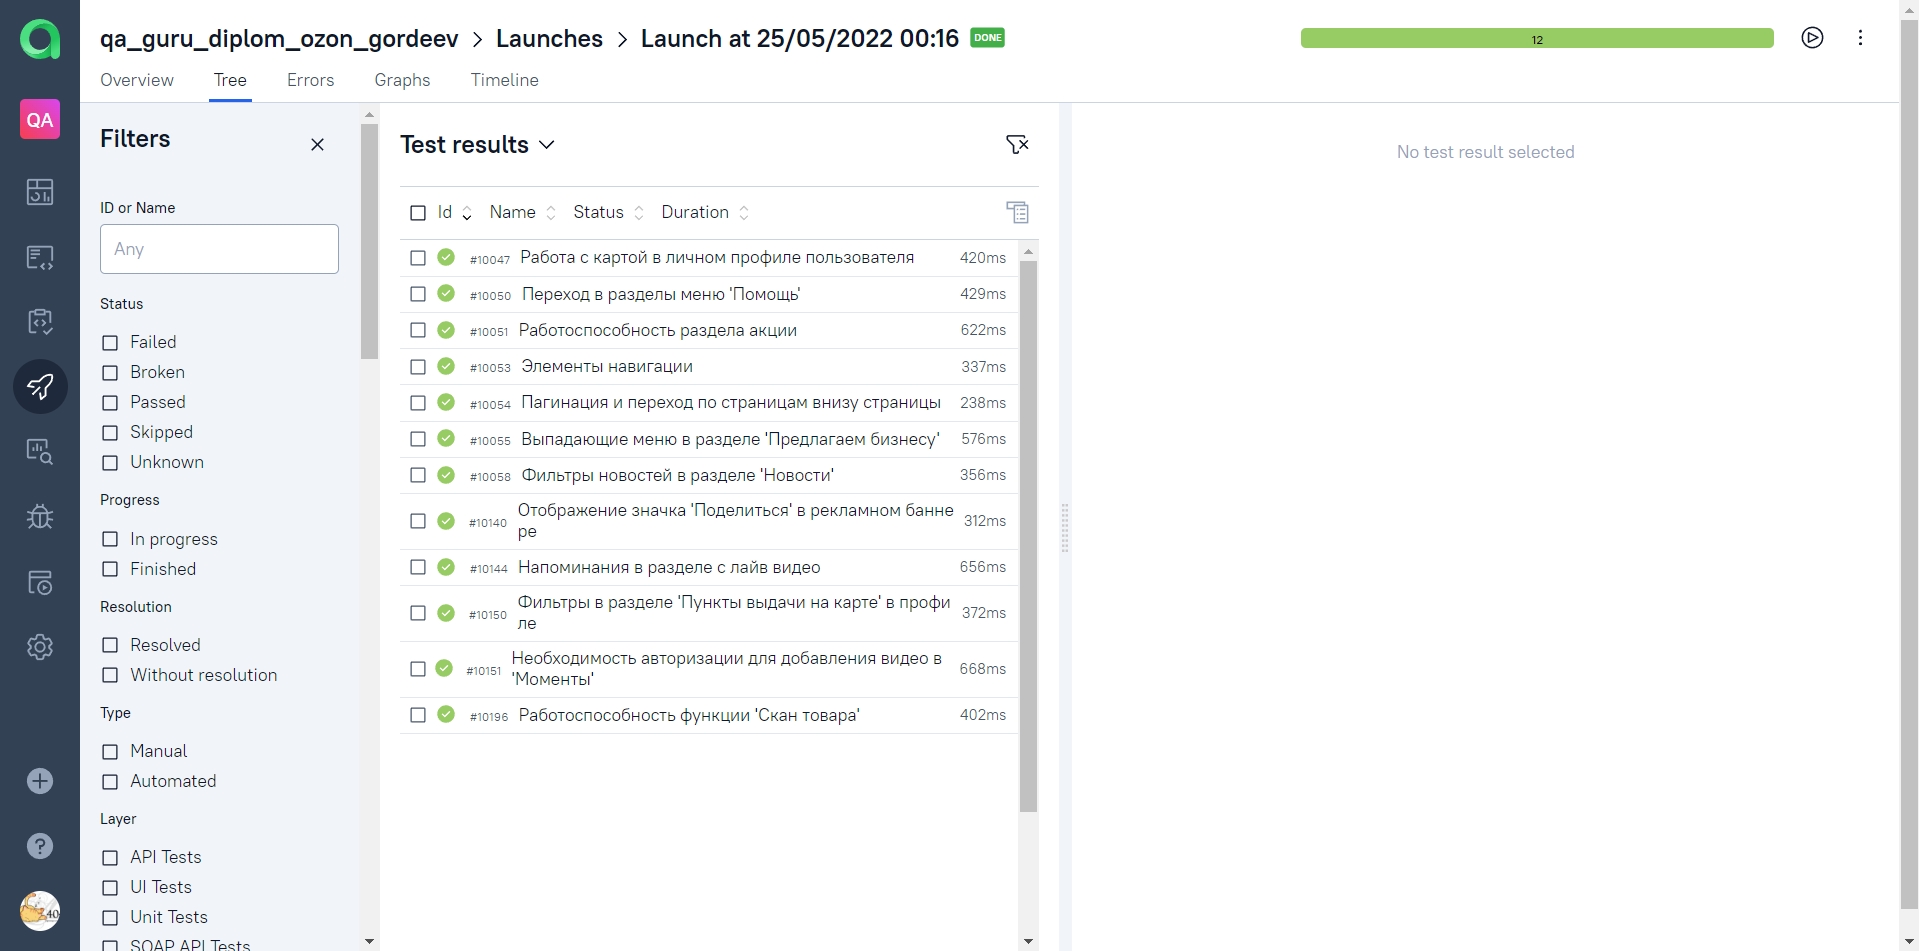 qa_guru_diplom_ozon_gordeev > Launches > Launch at 25/05/2022 00:16 DONE
12
Overview Tree Errors Graphs Timeline
QA
Filters
ID or Name
Any
Status
Failed
Broken
Passed
Skipped
Unknown
Progress
In progress
Finished
Resolution
Resolved
Without resolution
Type
Manual
Automated
Layer
API Tests
UI Tests
Unit Tests
SOAP API Tests
40
Test results
Id Name Status Duration
#10047 Работа с картой в личном профиле пользователя 420ms
#10050 Переход в разделы меню 'Помощь' 429ms
#10051 Работоспособность раздела акции 622ms
#10053 Элементы навигации 337ms
#10054 Пагинация и переход по страницам внизу страницы 238ms
#10055 Выпадающие меню в разделе 'Предлагаем бизнесу' 576ms
#10058 Фильтры новостей в разделе 'Новости' 356ms
#10140 Отображение значка 'Поделиться' в рекламном банне 312ms
ре
#10144 Напоминания в разделе с лайв видео 656ms
#10150 Фильтры в разделе 'Пункты выдачи на карте' в профи 372ms
ле
#10151 Необходимость авторизации для добавления видео в 668ms
'Моменты'
#10196 Работоспособность функции 'Скан товара' 402ms
No test result selected